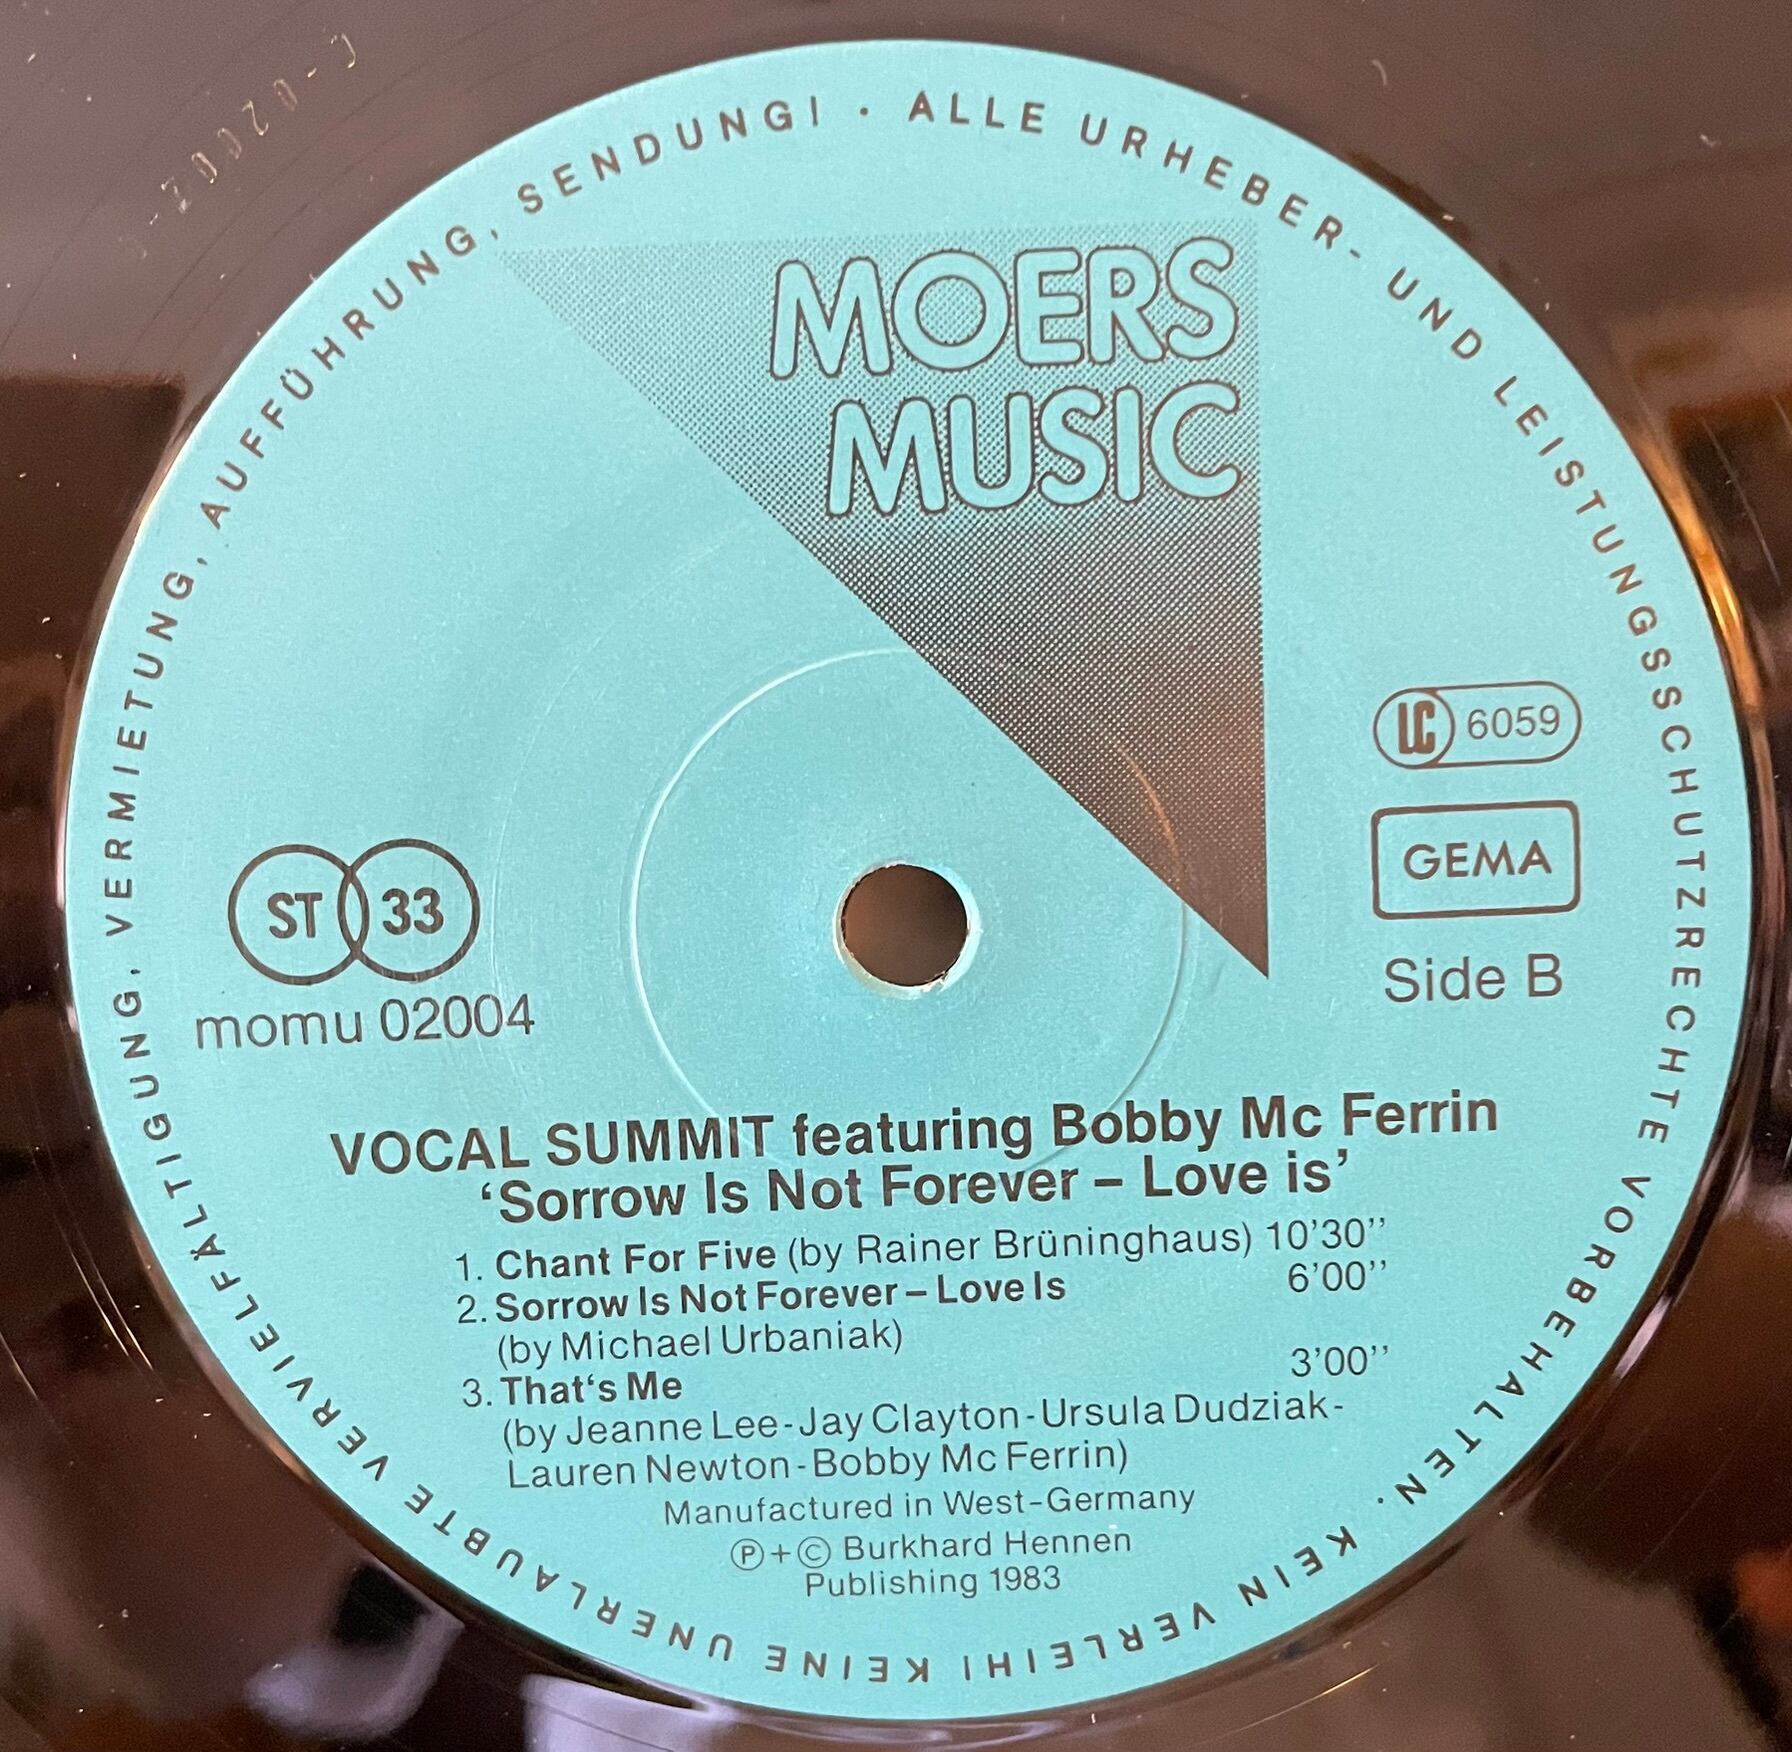 ALLE URHEBER- UND LEISTUNGSSCHUTZRECHTE VORBEHALTEN. KEIN VERLEIH! KEINE UNERLAUBTE VERVIELFÄLTIGUNG, VERMIETUNG, AUFFÜHRUNG, SENDUNG! ·
MOERS
MUSIC
LC 6059
GEMA
Side B
ST 33
momu 02004
VOCAL SUMMIT featuring Bobby Mc Ferrin
‘Sorrow Is Not Forever – Love is’
1. Chant For Five (by Rainer Brüninghaus) 10’30’’
2. Sorrow Is Not Forever – Love Is 6’00’’
(by Michael Urbaniak)
3. That‘s Me 3’00’’
(by Jeanne Lee-Jay Clayton-Ursula Dudziak-
Lauren Newton-Bobby Mc Ferrin)
Manufactured in West-Germany
Ⓟ+© Burkhard Hennen
Publishing 1983